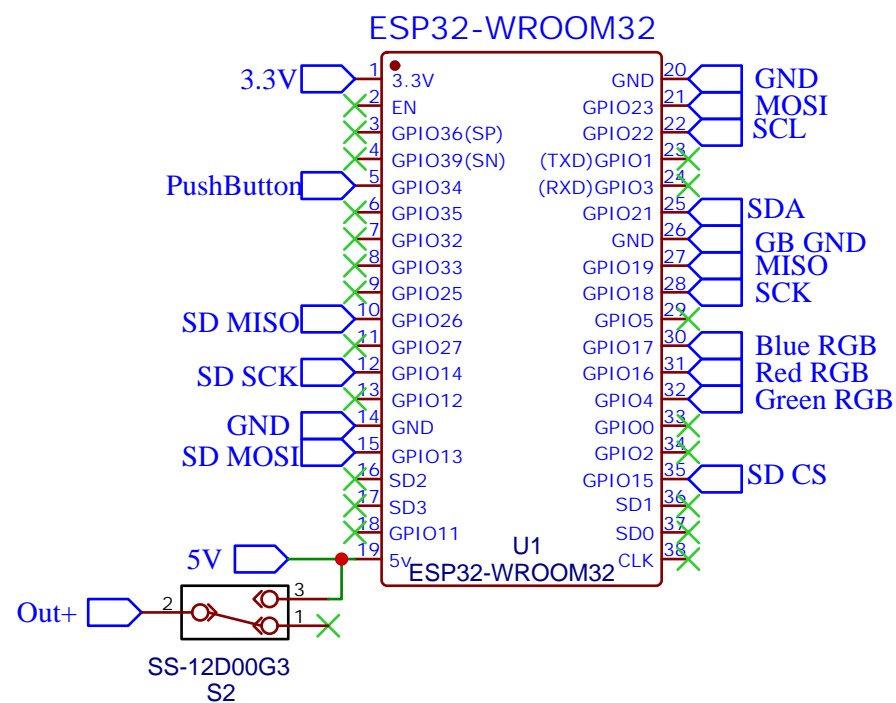 ESP32-WROOM32
3.3V 1 3.3V GND 20 GND
2 EN GPIO23 21 MOSI
3 GPIO36(SP) GPIO22 22 SCL
4 GPIO39(SN) (TXD)GPIO1 23
PushButton 5 GPIO34 (RXD)GPIO3 24
6 GPIO35 GPIO21 25 SDA
7 GPIO32 GND 26 GB GND
8 GPIO33 GPIO19 27 MISO
9 GPIO25 GPIO18 28 SCK
SD MISO 10 GPIO26 GPIO5 29
11 GPIO27 GPIO17 30 Blue RGB
SD SCK 12 GPIO14 GPIO16 31 Red RGB
13 GPIO12 GPIO4 32 Green RGB
GND 14 GND GPIO0 33
SD MOSI 15 GPIO13 GPIO2 34
16 SD2 GPIO15 35 SD CS
17 SD3 SD1 36
18 GPIO11 SD0 37
5V 19 5v CLK 38
U1
ESP32-WROOM32
Out+ 2 3
1
SS-12D00G3
S2